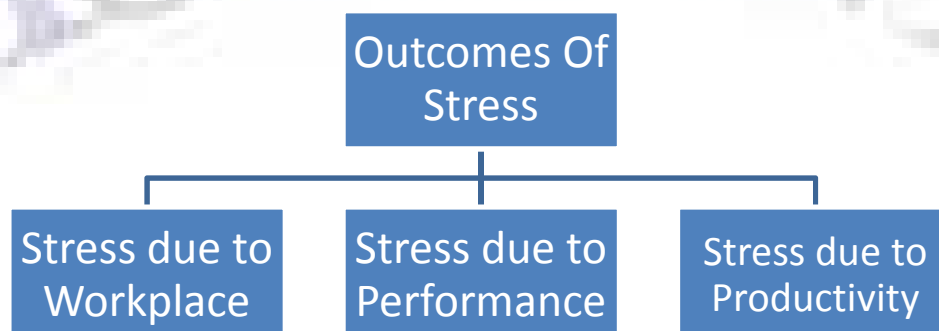 Outcomes Of
Stress
Stress due to
Workplace
Stress due to
Performance
Stress due to
Productivity